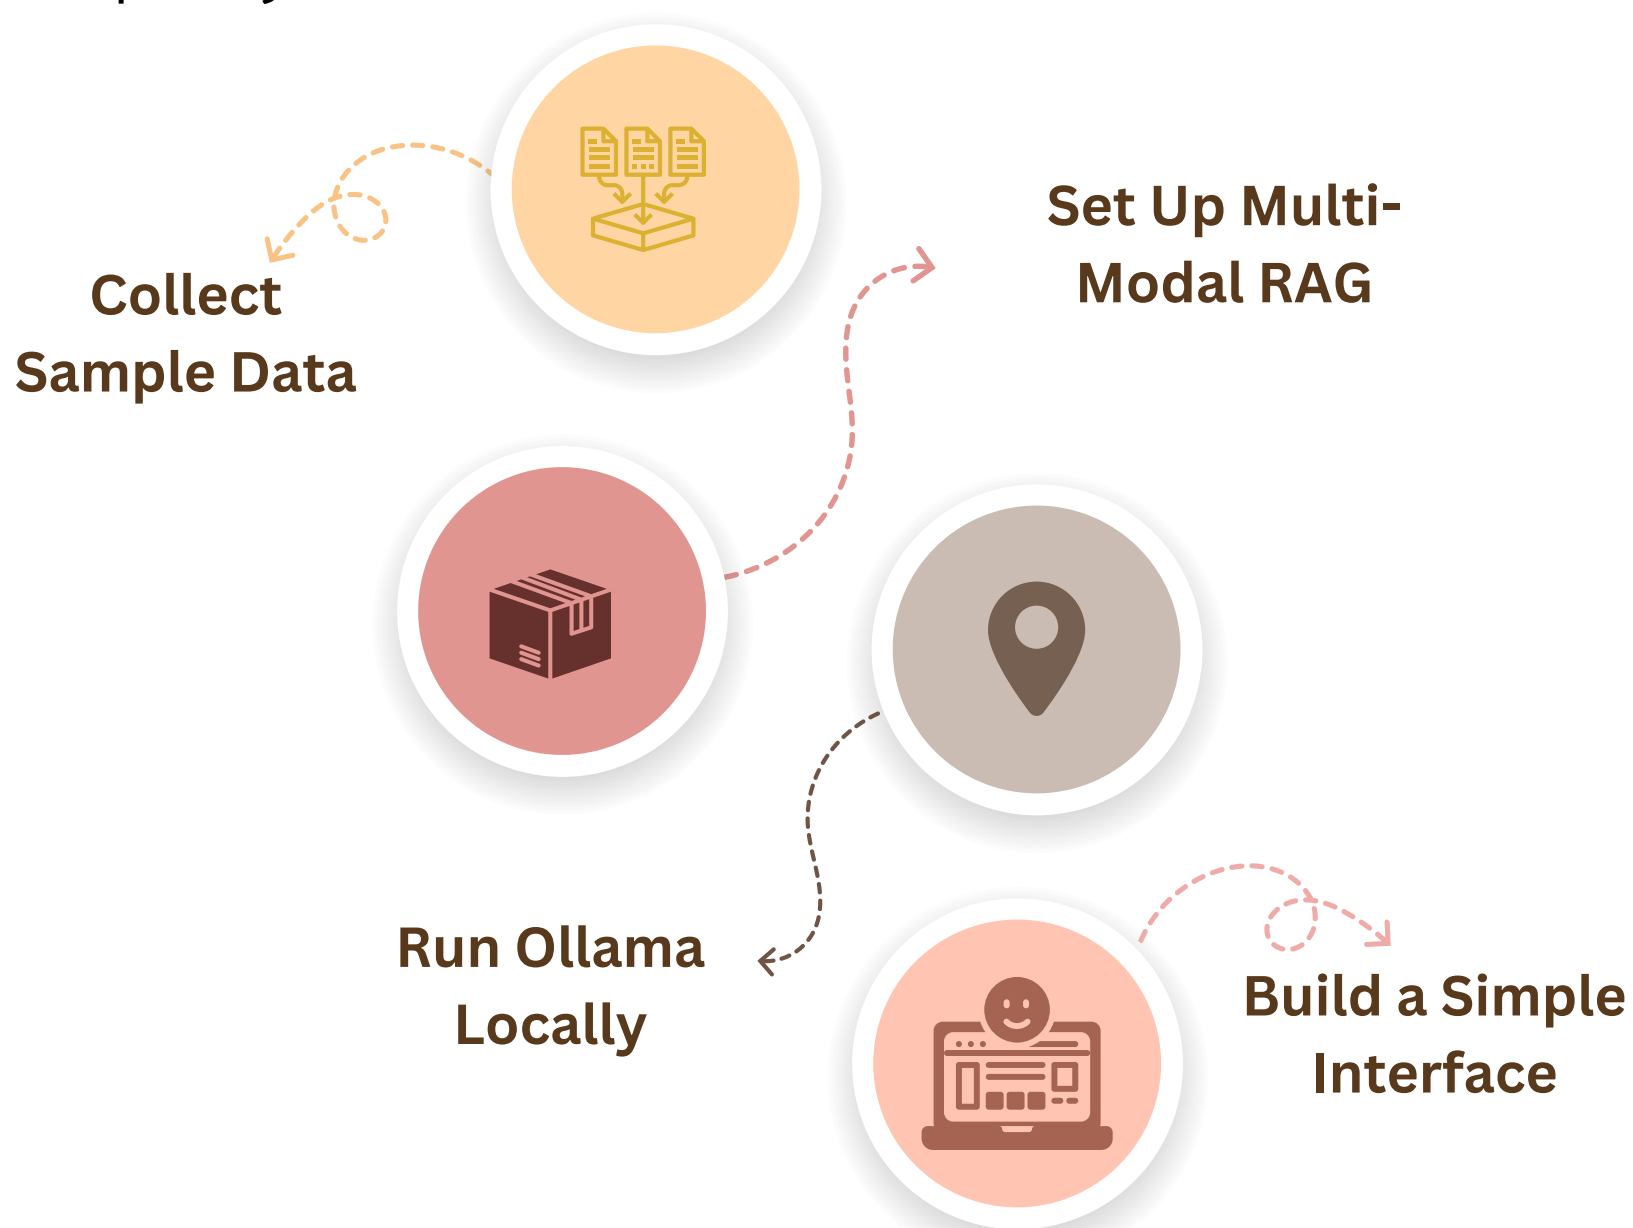 Collect
Sample Data
Set Up Multi-
Modal RAG
Run Ollama
Locally
Build a Simple
Interface